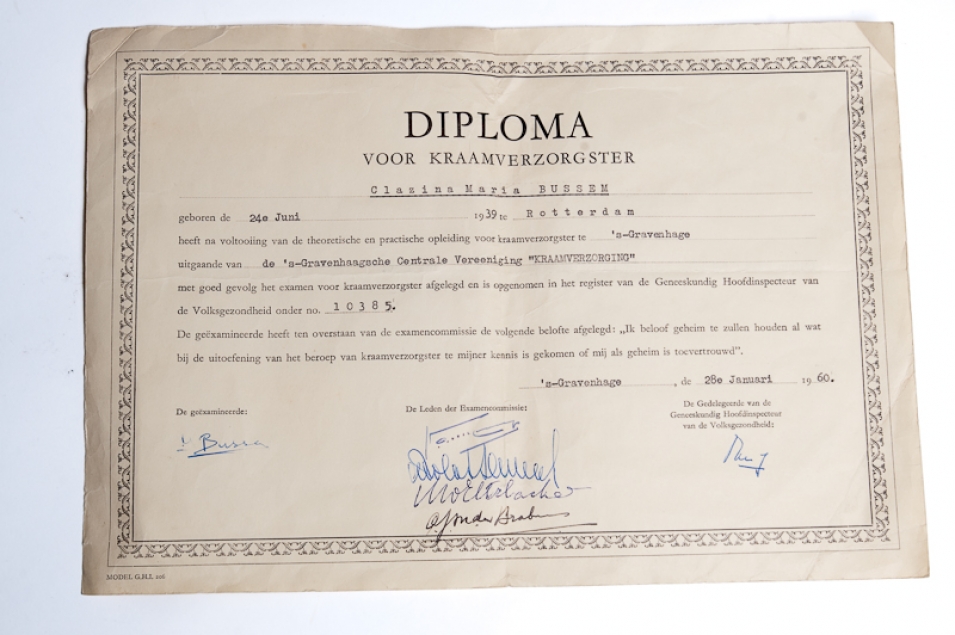 DIPLOMA
VOOR KRAAMVERZORGSTER
Clazina Maria BUSSEM
geboren de 24e Juni 1939 te Rotterdam
heeft na voltooiing van de theoretische en practische opleiding voor kraamverzorgster te 's-Gravenhage
uitgaande van de 's-Gravenhaagsche Centrale Vereeniging "KRAAMVERZORGING"
met goed gevolg het examen voor kraamverzorgster afgelegd en is opgenomen in het register van de Geneeskundig Hoofdinspecteur van
de Volksgezondheid onder no. 10385.
De geëxamineerde heeft ten overstaan van de examencommissie de volgende belofte afgelegd: „Ik beloof geheim te zullen houden al wat
bij de uitoefening van het beroep van kraamverzorgster te mijner kennis is gekomen of mij als geheim is toevertrouwd".
's-Gravenhage, de 28e Januari 1960.
De geëxamineerde:
De Leden der Examencommissie:
De Gedelegeerde van de
Geneeskundig Hoofdinspecteur
van de Volksgezondheid:
MODEL G.H.I.